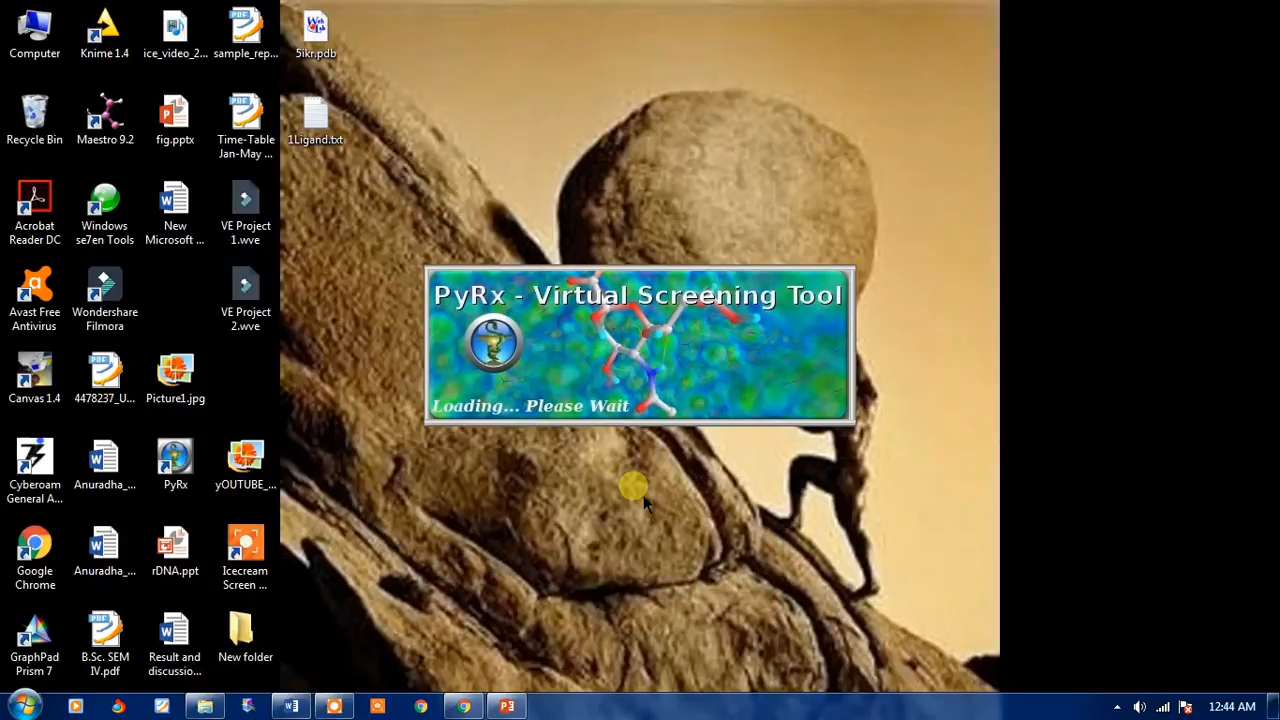 Computer
Knime 1.4
ice_video_2...
sample_rep...
5ikr.pdb
Recycle Bin
Maestro 9.2
fig.pptx
Time-Table
Jan-May ...
1Ligand.txt
Acrobat
Reader DC
Windows
se7en Tools
New
Microsoft ...
VE Project
1.wve
Avast Free
Antivirus
Wondershare
Filmora
VE Project
2.wve
PyRx - Virtual Screening Tool
Loading... Please Wait
Canvas 1.4
4478237_U...
Picture1.jpg
Cyberoam
General A...
Anuradha_...
PyRx
yOUTUBE_...
Google
Chrome
Anuradha_...
rDNA.ppt
Icecream
Screen ...
GraphPad
Prism 7
B.Sc. SEM
IV.pdf
Result and
discussio...
New folder
12:44 AM